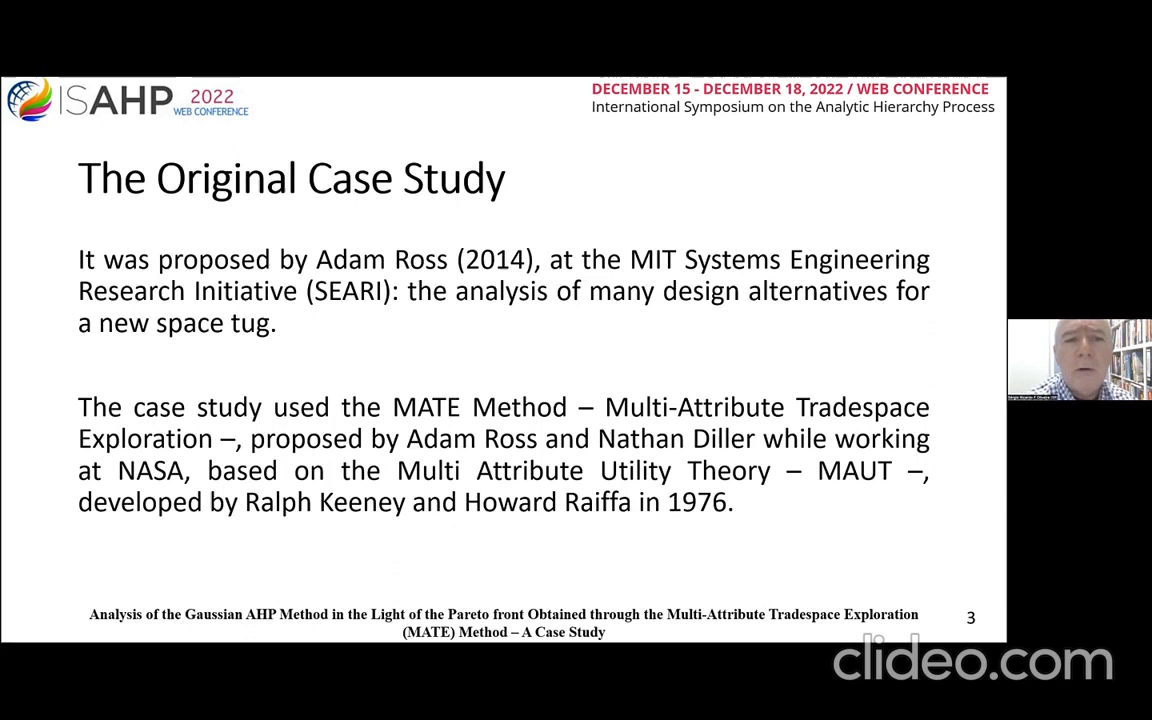 ISAHP 2022
WEB CONFERENCE
DECEMBER 15 - DECEMBER 18, 2022 / WEB CONFERENCE
International Symposium on the Analytic Hierarchy Process
The Original Case Study
It was proposed by Adam Ross (2014), at the MIT Systems Engineering
Research Initiative (SEARI): the analysis of many design alternatives for
a new space tug.
The case study used the MATE Method – Multi-Attribute Tradespace
Exploration –, proposed by Adam Ross and Nathan Diller while working
at NASA, based on the Multi Attribute Utility Theory – MAUT –,
developed by Ralph Keeney and Howard Raiffa in 1976.
Analysis of the Gaussian AHP Method in the Light of the Pareto front Obtained through the Multi-Attribute Tradespace Exploration
(MATE) Method – A Case Study
3
clideo.com